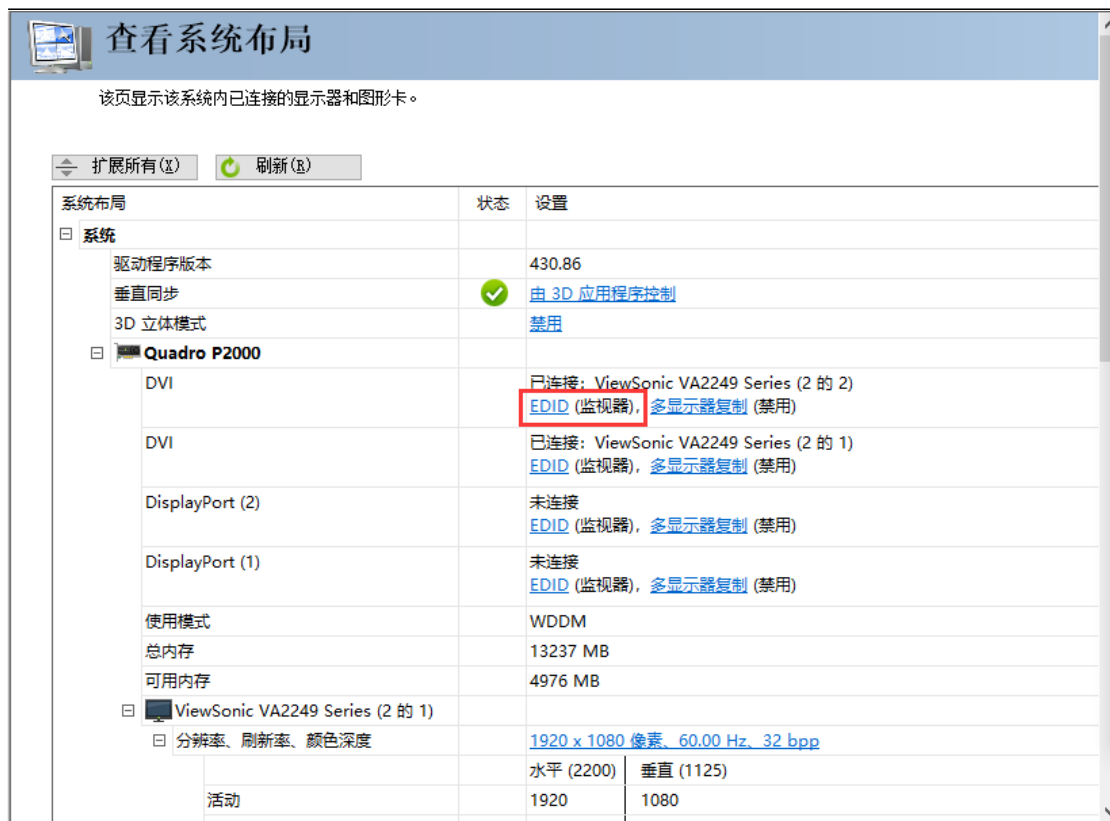 查看系统布局
该页显示该系统内已连接的显示器和图形卡。
扩展所有(X) 刷新(R)
系统布局 状态 设置
系统
驱动程序版本 430.86
垂直同步 由 3D 应用程序控制
3D 立体模式 禁用
Quadro P2000
DVI 已连接: ViewSonic VA2249 Series (2 的 2)
EDID (监视器), 多显示器复制 (禁用)
DVI 已连接: ViewSonic VA2249 Series (2 的 1)
EDID (监视器), 多显示器复制 (禁用)
DisplayPort (2) 未连接
EDID (监视器), 多显示器复制 (禁用)
DisplayPort (1) 未连接
EDID (监视器), 多显示器复制 (禁用)
使用模式 WDDM
总内存 13237 MB
可用内存 4976 MB
ViewSonic VA2249 Series (2 的 1)
分辨率、刷新率、颜色深度 1920 x 1080 像素、60.00 Hz、32 bpp
水平 (2200) 垂直 (1125)
活动 1920 1080